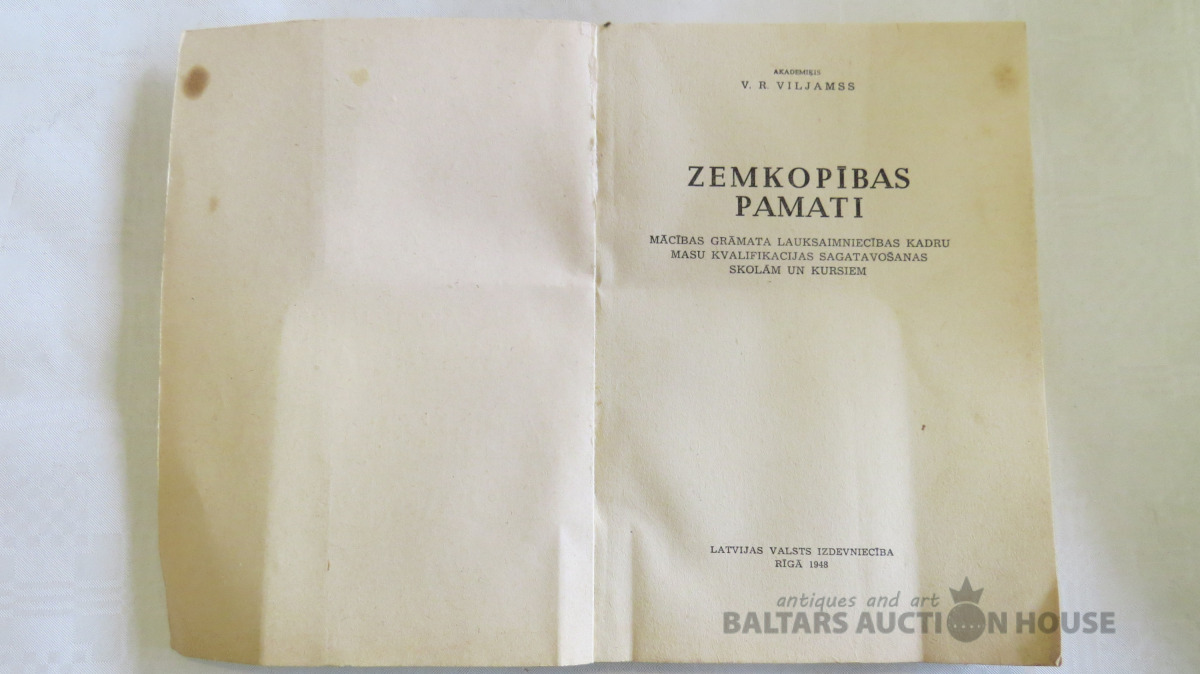 AKADEMIĶIS
V. R. VILJAMSS
ZEMKOPĪBAS
PAMATI
MĀCĪBAS GRĀMATA LAUKSAIMNIECĪBAS KADRU
MASU KVALIFIKACIJAS SAGATAVOŠANAS
SKOLĀM UN KURSIEM
LATVIJAS VALSTS IZDEVNIECĪBA
RĪGĀ 1948
antiques and art
BALTARS AUCTION HOUSE